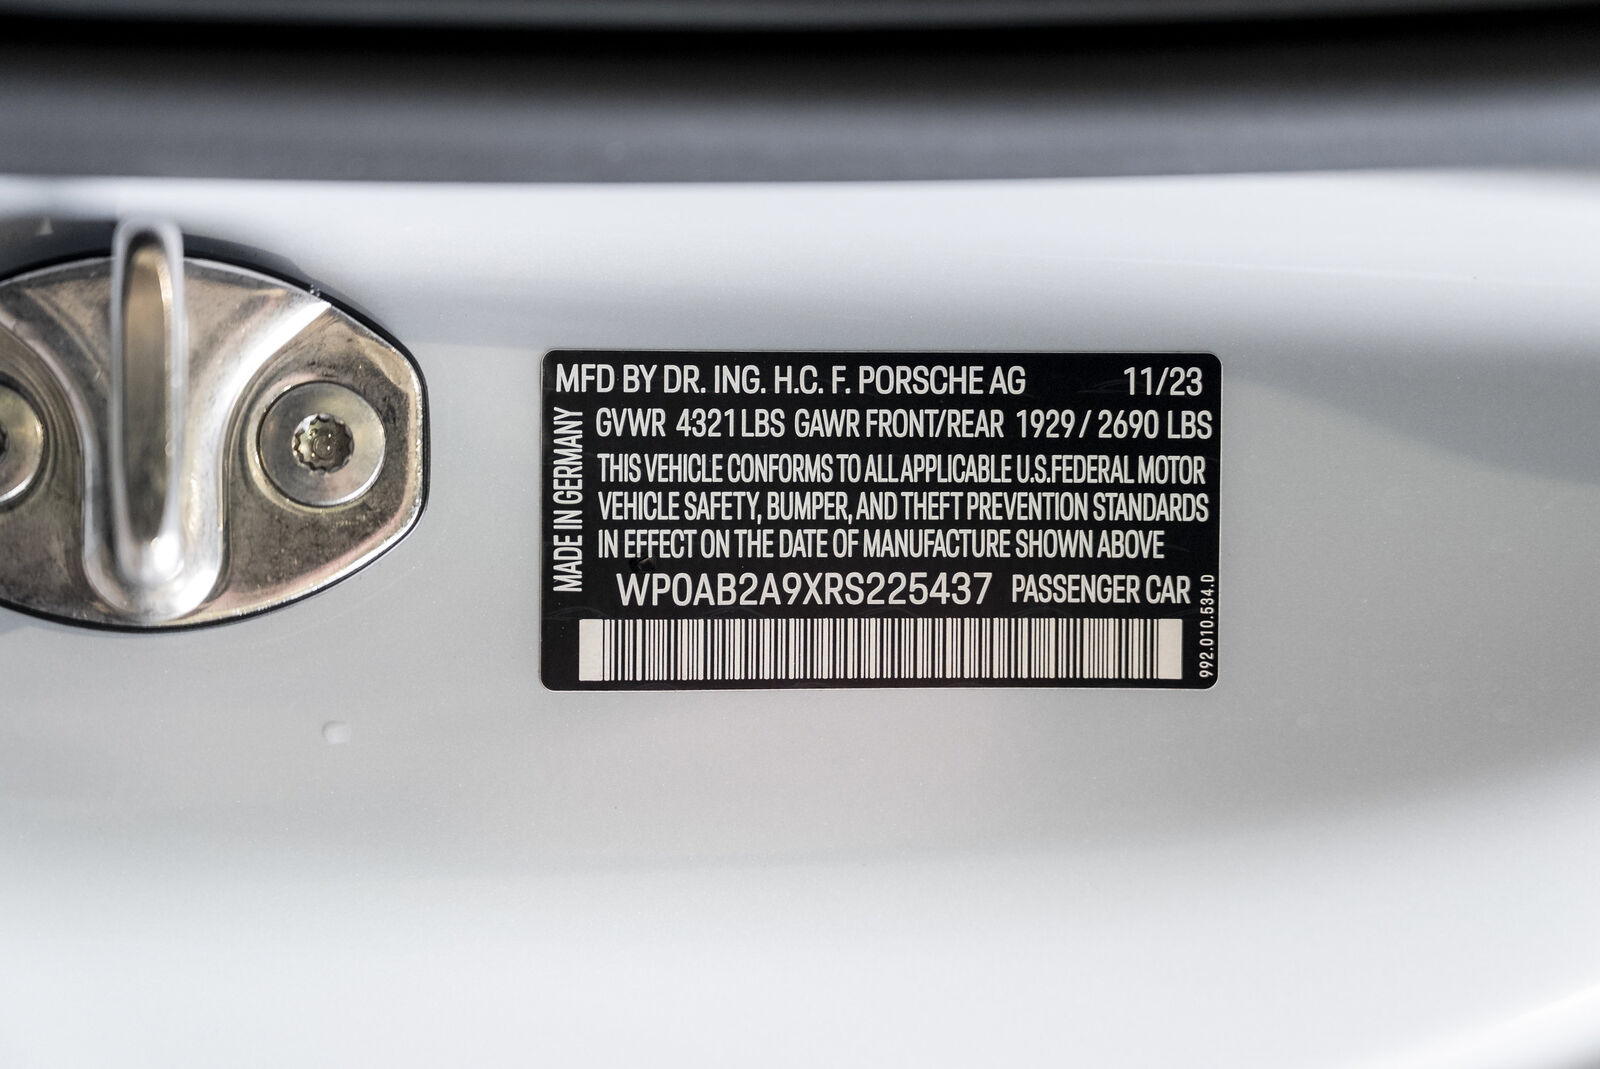 MFD BY DR. ING. H.C. F. PORSCHE AG 11/23
GVWR 4321 LBS GAWR FRONT/REAR 1929 / 2690 LBS
THIS VEHICLE CONFORMS TO ALL APPLICABLE U.S.FEDERAL MOTOR
VEHICLE SAFETY, BUMPER, AND THEFT PREVENTION STANDARDS
IN EFFECT ON THE DATE OF MANUFACTURE SHOWN ABOVE
MADE IN GERMANY
WP0AB2A9XRS225437 PASSENGER CAR
992.010.534.D